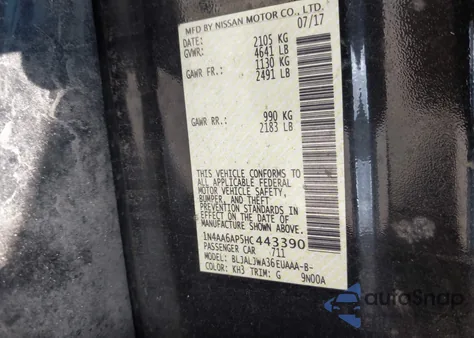 MFD BY NISSAN MOTOR CO., LTD.
DATE: 07/17
GVWR: 2105 KG
4641 LB
GAWR FR.: 1130 KG
2491 LB
GAWR RR.: 990 KG
2183 LB
THIS VEHICLE CONFORMS TO
ALL APPLICABLE FEDERAL
MOTOR VEHICLE SAFETY,
BUMPER, AND THEFT
PREVENTION STANDARDS
IN EFFECT ON THE DATE OF
MANUFACTURE SHOWN ABOVE.
1N4AA6AP5HC443390
PASSENGER CAR 711
MODEL: BLJALJWA36EUAAA-B-
COLOR: KH3 TRIM: G 9N00A
autoSnap